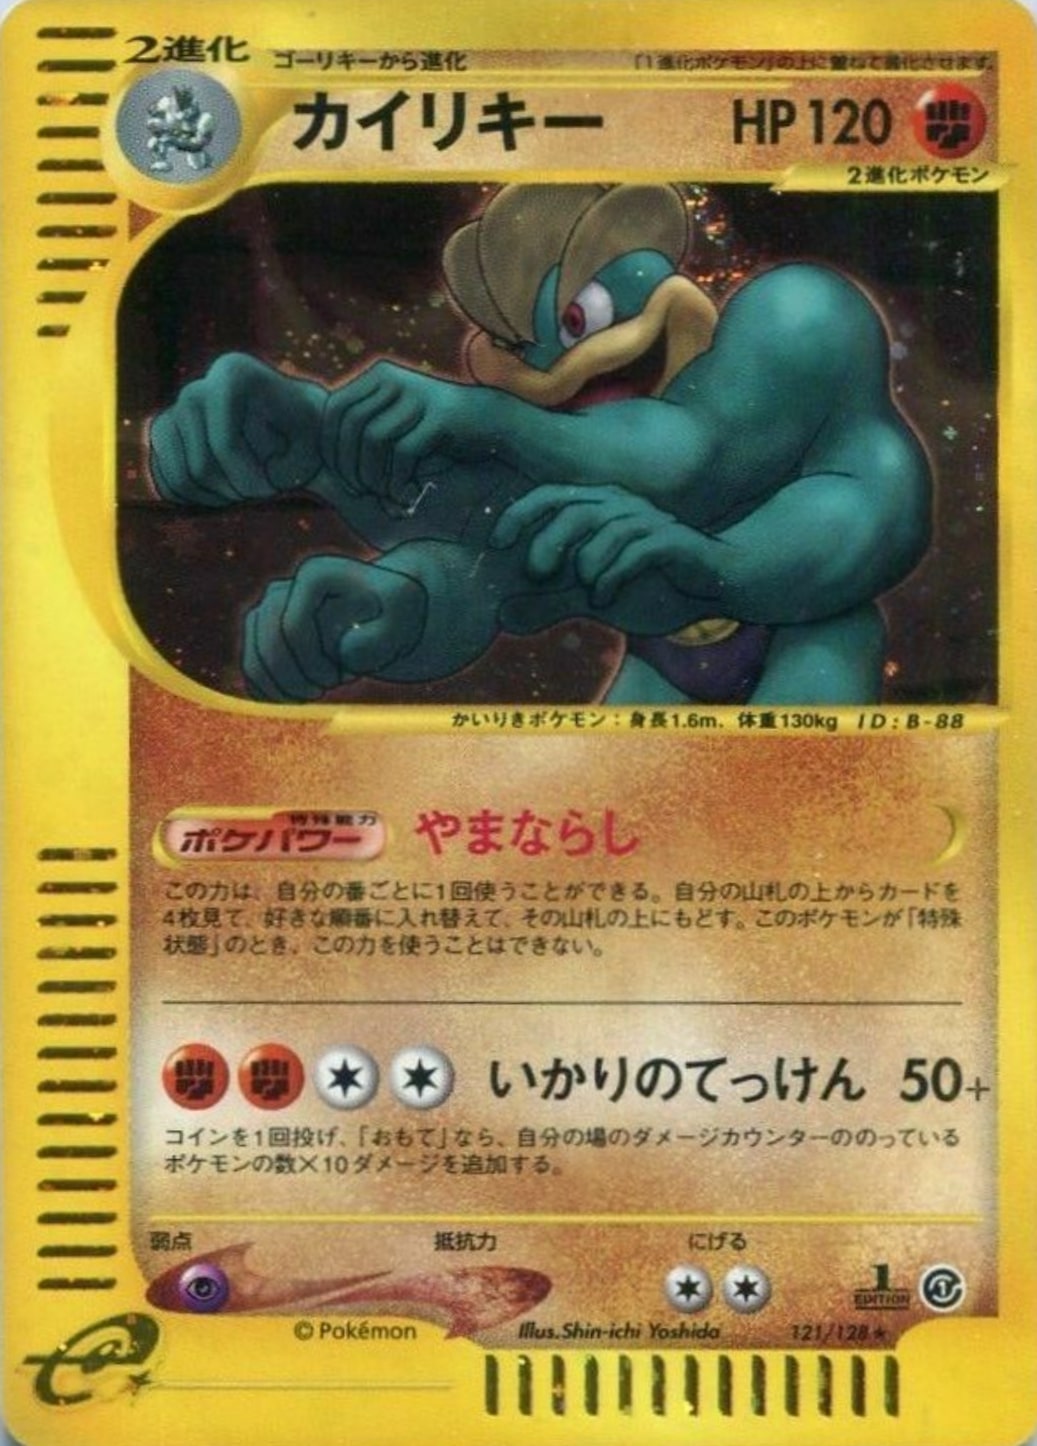 2進化
ゴーリキーから進化
「1進化ポケモン」の上に重ねて進化させます。
カイリキー HP 120
2進化ポケモン
かいりきポケモン:身長1.6m、体重130kg ID:B-88
特殊能力
ポケパワー やまならし
この力は、自分の番ごとに1回使うことができる。自分の山札の上からカードを
4枚見て、好きな順番に入れ替えて、その山札の上にもどす。このポケモンが「特殊
状態」のとき、この力を使うことはできない。
いかりのてっけん 50+
コインを1回投げ、「おもて」なら、自分の場のダメージカウンターののっている
ポケモンの数×10ダメージを追加する。
弱点 抵抗力 にげる
1
EDITION
©Pokémon Illus.Shin-ichi Yoshida 121/128★
e